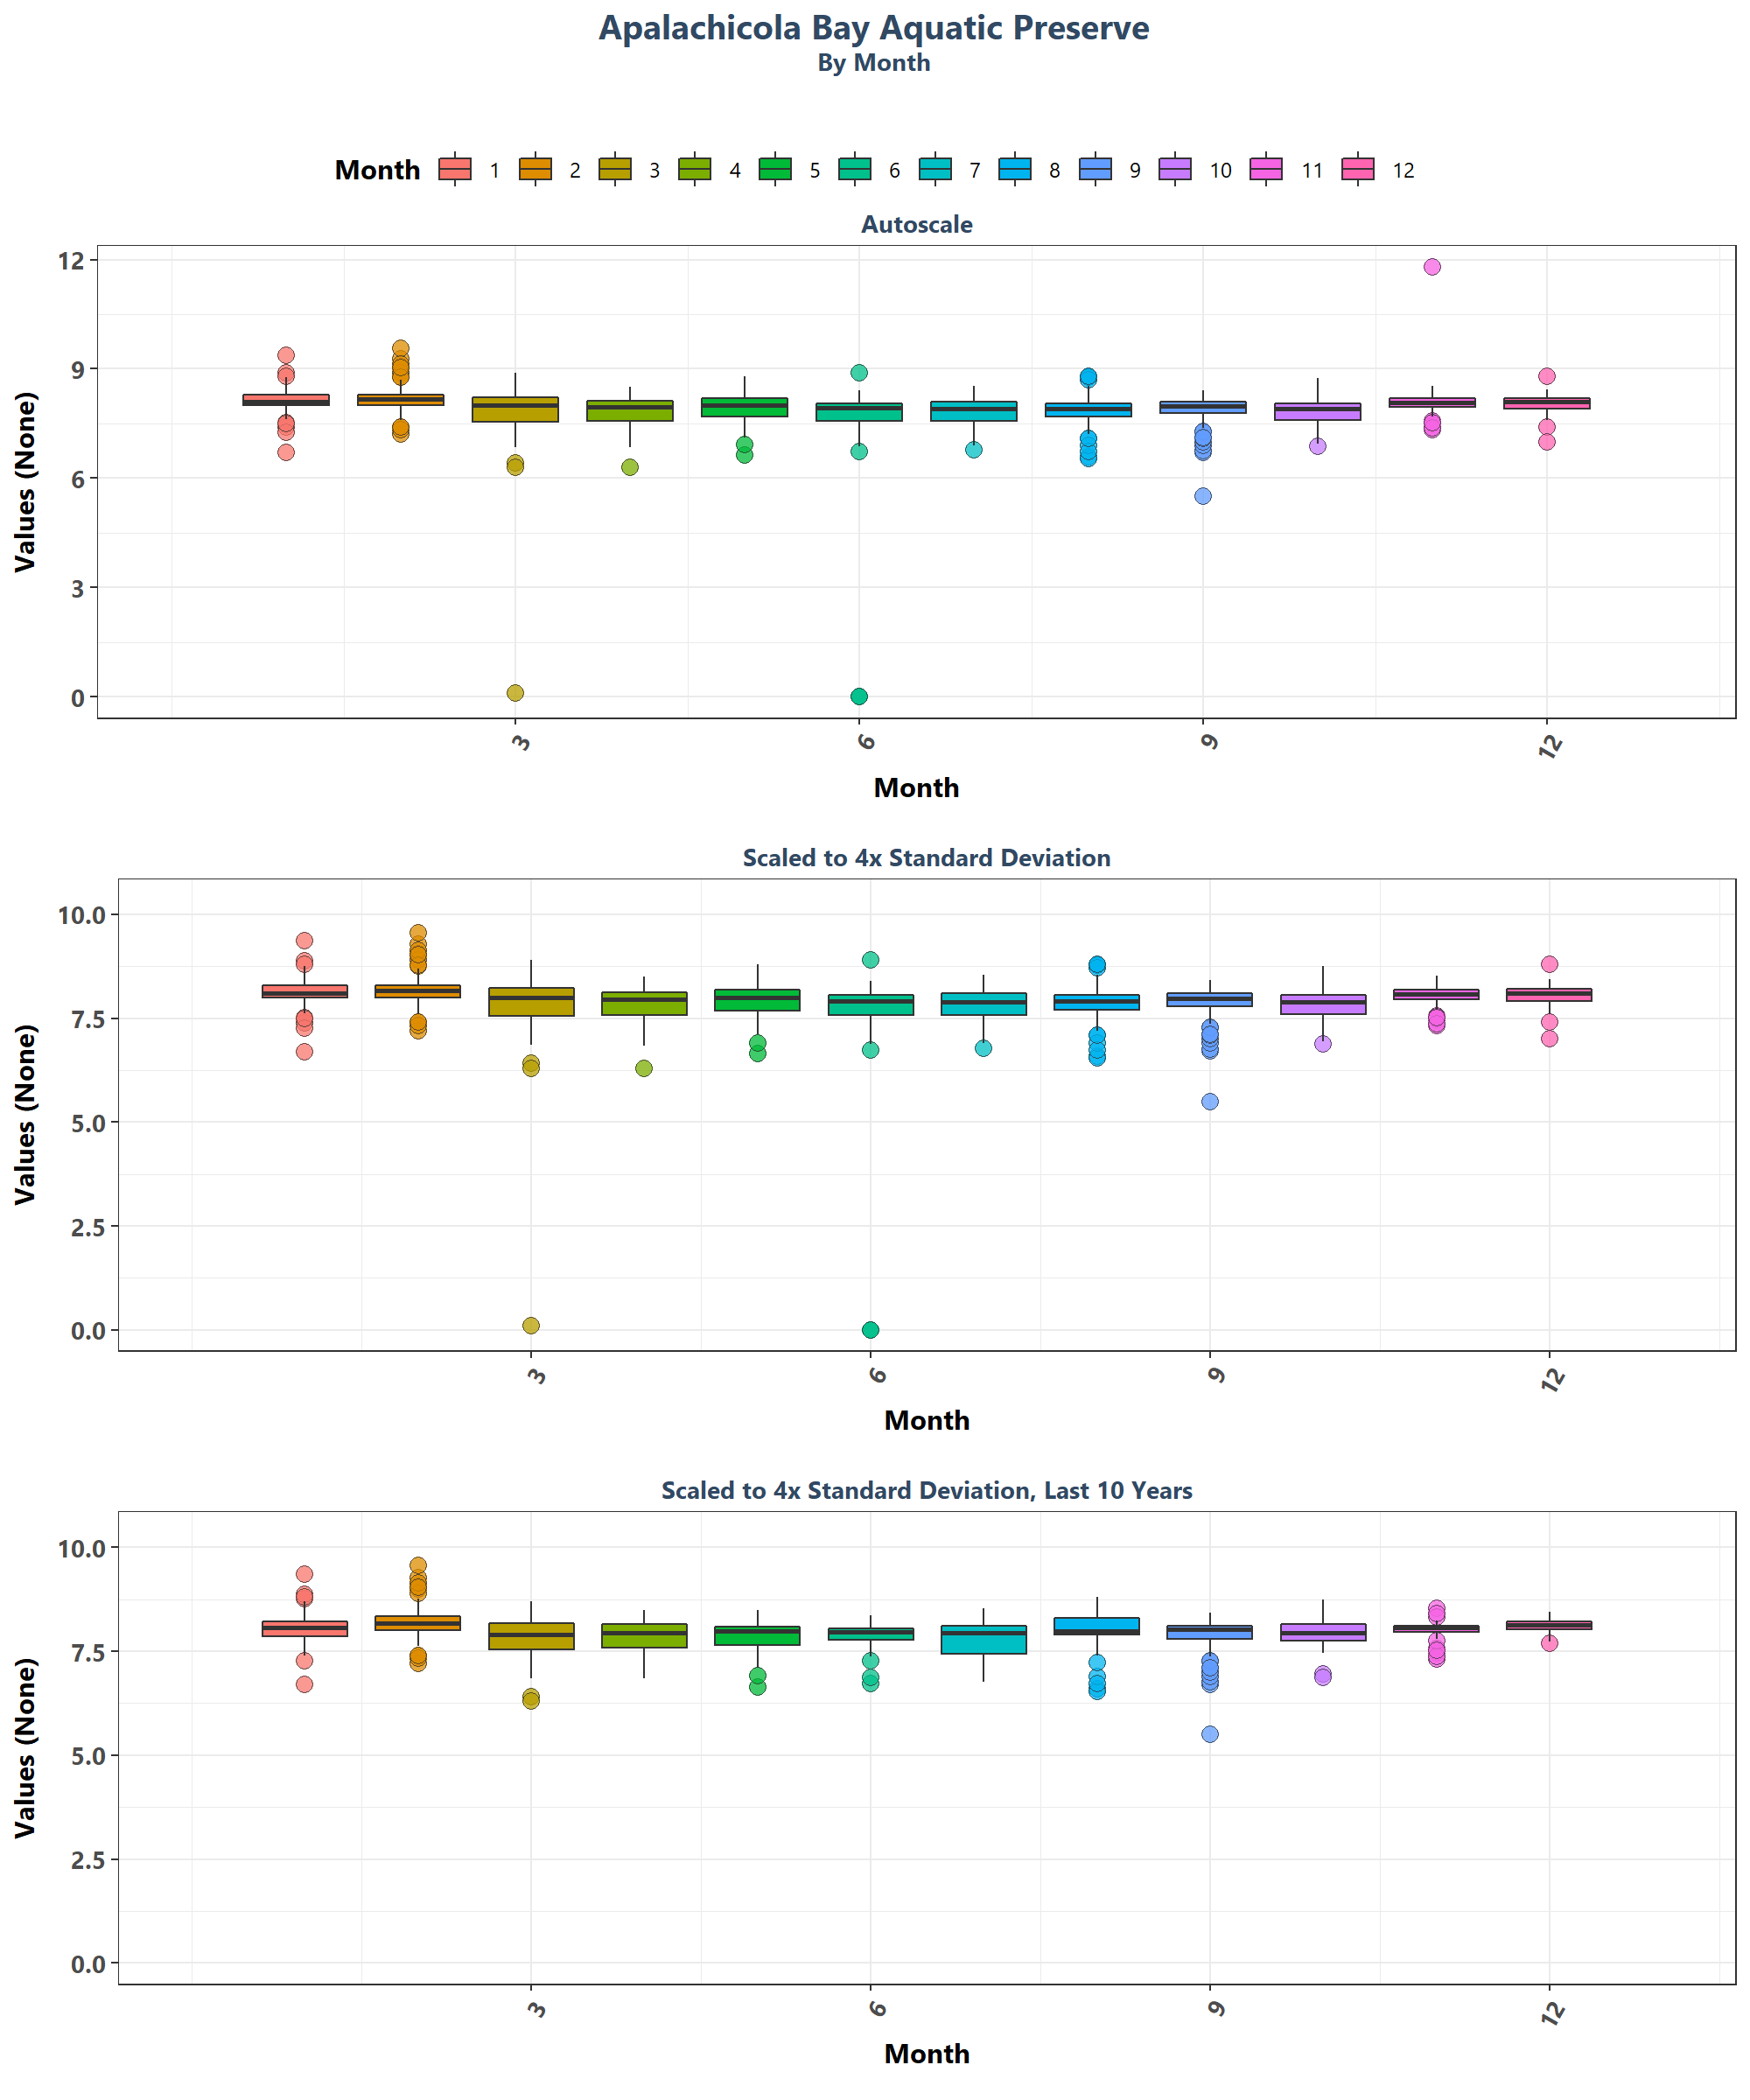 Apalachicola Bay Aquatic Preserve
By Month
Month 1 2 3 4 5 6 7 8 9 10 11 12
Autoscale
Values (None)
12
9
6
3
0
3 6 9 12
Month
Scaled to 4x Standard Deviation
Values (None)
10.0
7.5
5.0
2.5
0.0
3 6 9 12
Month
Scaled to 4x Standard Deviation, Last 10 Years
Values (None)
10.0
7.5
5.0
2.5
0.0
3 6 9 12
Month